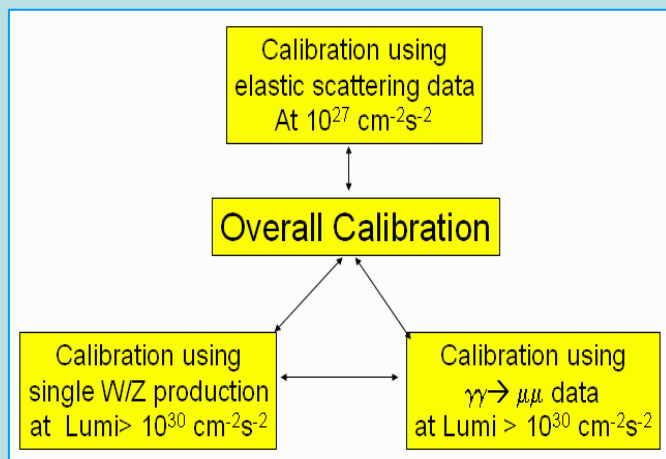 Calibration using
elastic scattering data
At 10²⁷ cm⁻²s⁻²
Overall Calibration
Calibration using
single W/Z production
at Lumi> 10³⁰ cm⁻²s⁻²
Calibration using
γγ→ μμ data
at Lumi > 10³⁰ cm⁻²s⁻²